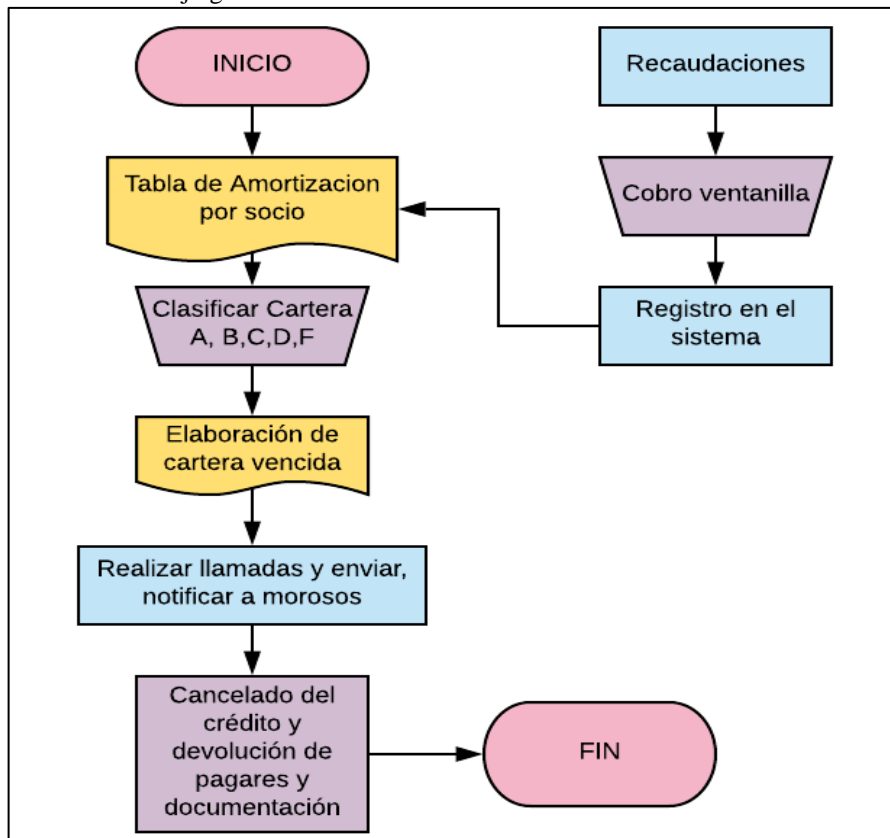 INICIO
Tabla de Amortizacion
por socio
Clasificar Cartera
A, B,C,D,F
Elaboración de
cartera vencida
Realizar llamadas y enviar,
notificar a morosos
Cancelado del
crédito y
devolución de
pagares y
documentación
FIN
Recaudaciones
Cobro ventanilla
Registro en el
sistema